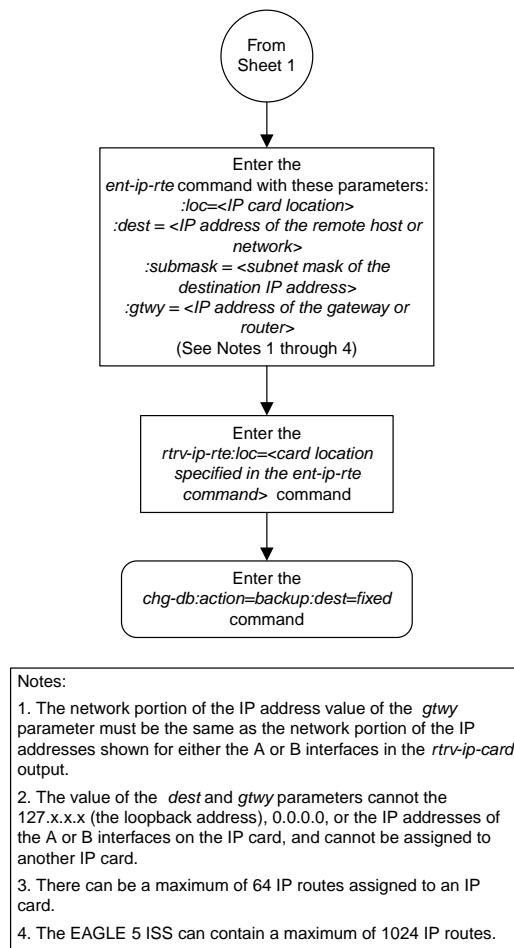 From
Sheet 1
Enter the
ent-ip-rte command with these parameters:
:loc=<IP card location>
:dest = <IP address of the remote host or
network>
:submask = <subnet mask of the
destination IP address>
:gtwy = <IP address of the gateway or
router>
(See Notes 1 through 4)
Enter the
rtrv-ip-rte:loc=<card location
specified in the ent-ip-rte
command> command
Enter the
chg-db:action=backup:dest=fixed
command
Notes:
1. The network portion of the IP address value of the gtwy
parameter must be the same as the network portion of the IP
addresses shown for either the A or B interfaces in the rtrv-ip-card
output.
2. The value of the dest and gtwy parameters cannot the
127.x.x.x (the loopback address), 0.0.0.0, or the IP addresses of
the A or B interfaces on the IP card, and cannot be assigned to
another IP card.
3. There can be a maximum of 64 IP routes assigned to an IP
card.
4. The EAGLE 5 ISS can contain a maximum of 1024 IP routes.